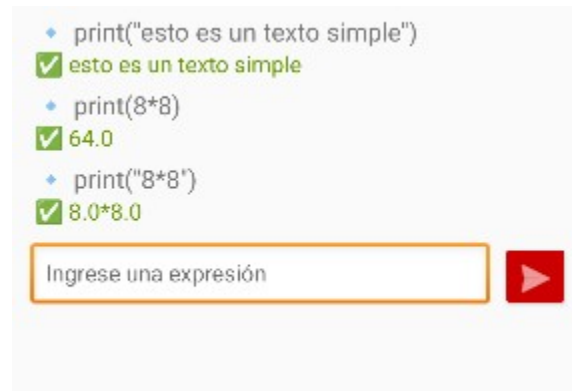 print("esto es un texto simple")
esto es un texto simple
print(8*8)
64.0
print("8*8")
8.0*8.0
Ingrese una expresión